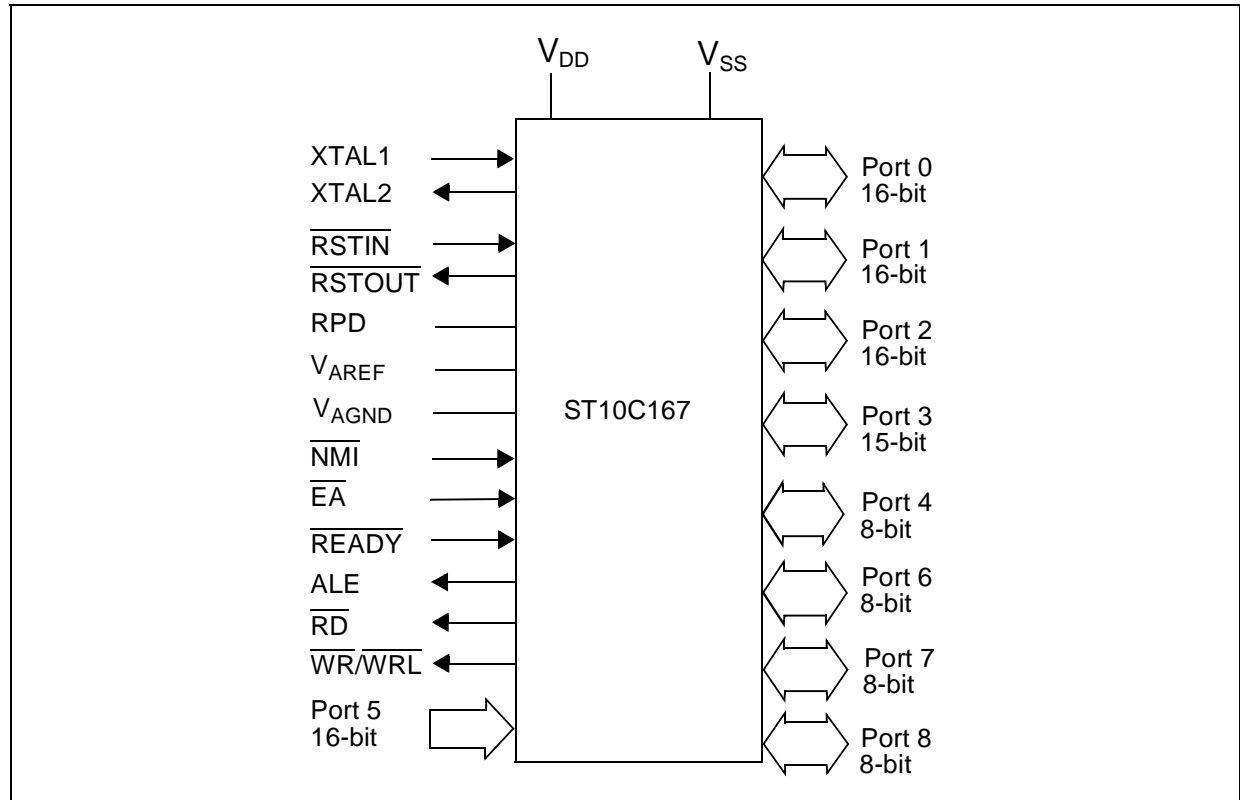 VDD
VSS
XTAL1
XTAL2
RSTIN
RSTOUT
RPD
VAREF
VAGND
NMI
EA
READY
ALE
RD
WR/WRL
Port 5
16-bit
ST10C167
Port 0
16-bit
Port 1
16-bit
Port 2
16-bit
Port 3
15-bit
Port 4
8-bit
Port 6
8-bit
Port 7
8-bit
Port 8
8-bit